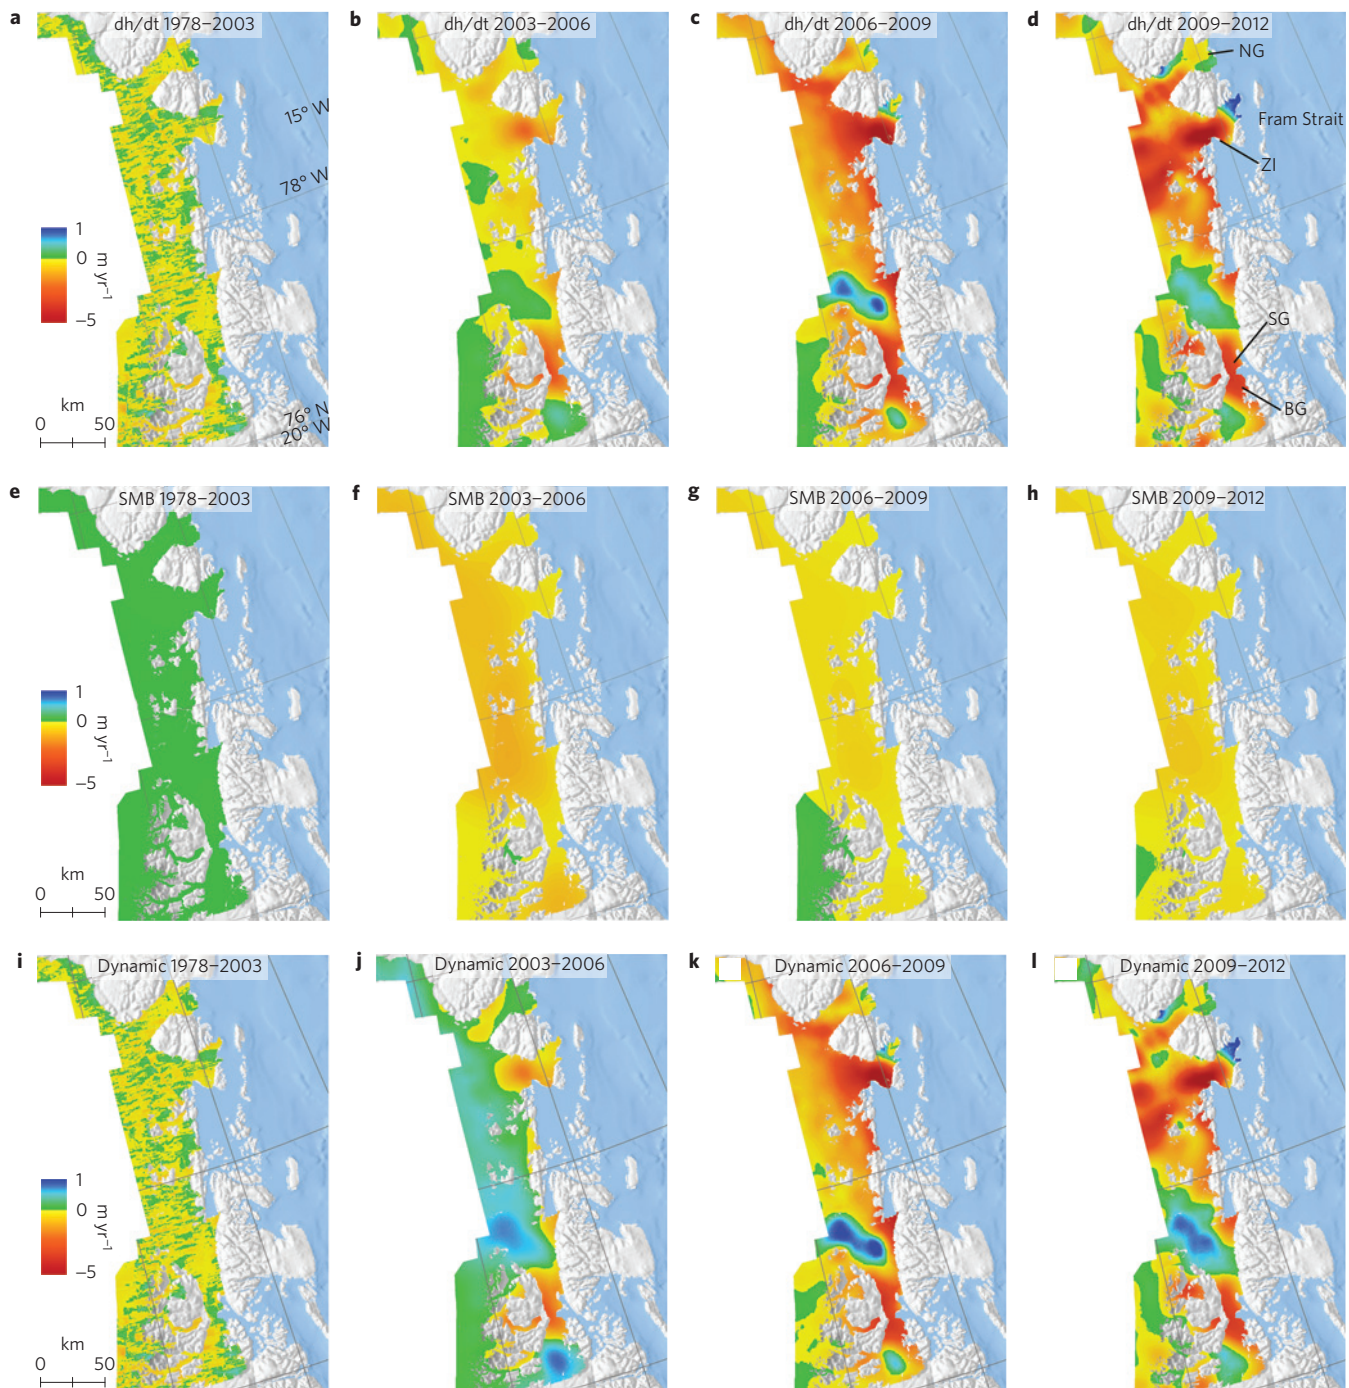 a dh/dt 1978–2003 b dh/dt 2003–2006 c dh/dt 2006–2009 d dh/dt 2009–2012
NG
15° W
Fram Strait
ZI
78° W
1
0
m yr⁻¹
–5
SG
BG
km
0 50
76° N
20° W
e SMB 1978–2003 f SMB 2003–2006 g SMB 2006–2009 h SMB 2009–2012
1
0
m yr⁻¹
–5
km
0 50
i Dynamic 1978–2003 j Dynamic 2003–2006 k Dynamic 2006–2009 l Dynamic 2009–2012
1
0
m yr⁻¹
–5
km
0 50